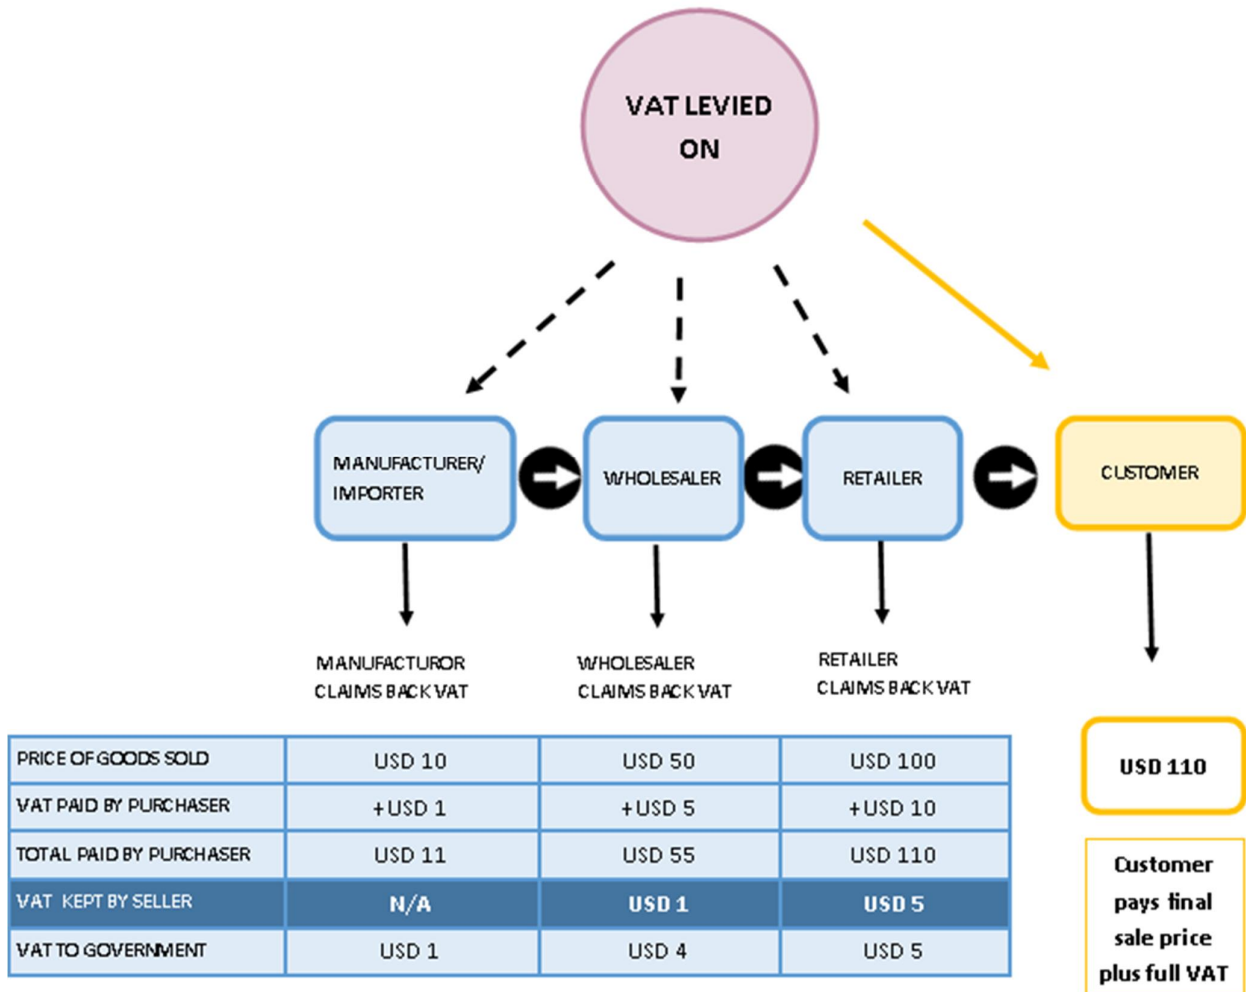 VAT LEVIED
ON
MANUFACTURER/
IMPORTER
WHOLESALER
RETAILER
CUSTOMER
MANUFACTUROR
CLAIMS BACK VAT
WHOLESALER
CLAIMS BACK VAT
RETAILER
CLAIMS BACK VAT
PRICE OF GOODS SOLD USD 10 USD 50 USD 100
VAT PAID BY PURCHASER +USD 1 +USD 5 +USD 10
TOTAL PAID BY PURCHASER USD 11 USD 55 USD 110
VAT KEPT BY SELLER N/A USD 1 USD 5
VAT TO GOVERNMENT USD 1 USD 4 USD 5
USD 110
Customer
pays final
sale price
plus full VAT